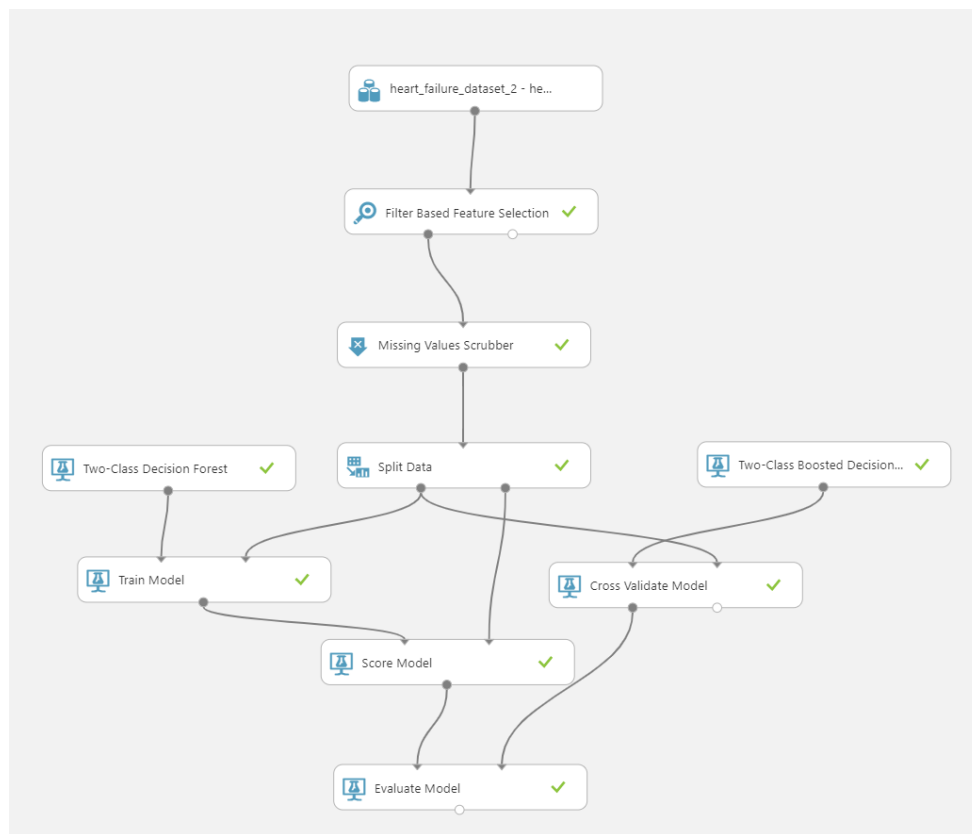 heart_failure_dataset_2 - he...
Filter Based Feature Selection
Missing Values Scrubber
Two-Class Decision Forest
Split Data
Two-Class Boosted Decision...
Train Model
Cross Validate Model
Score Model
Evaluate Model